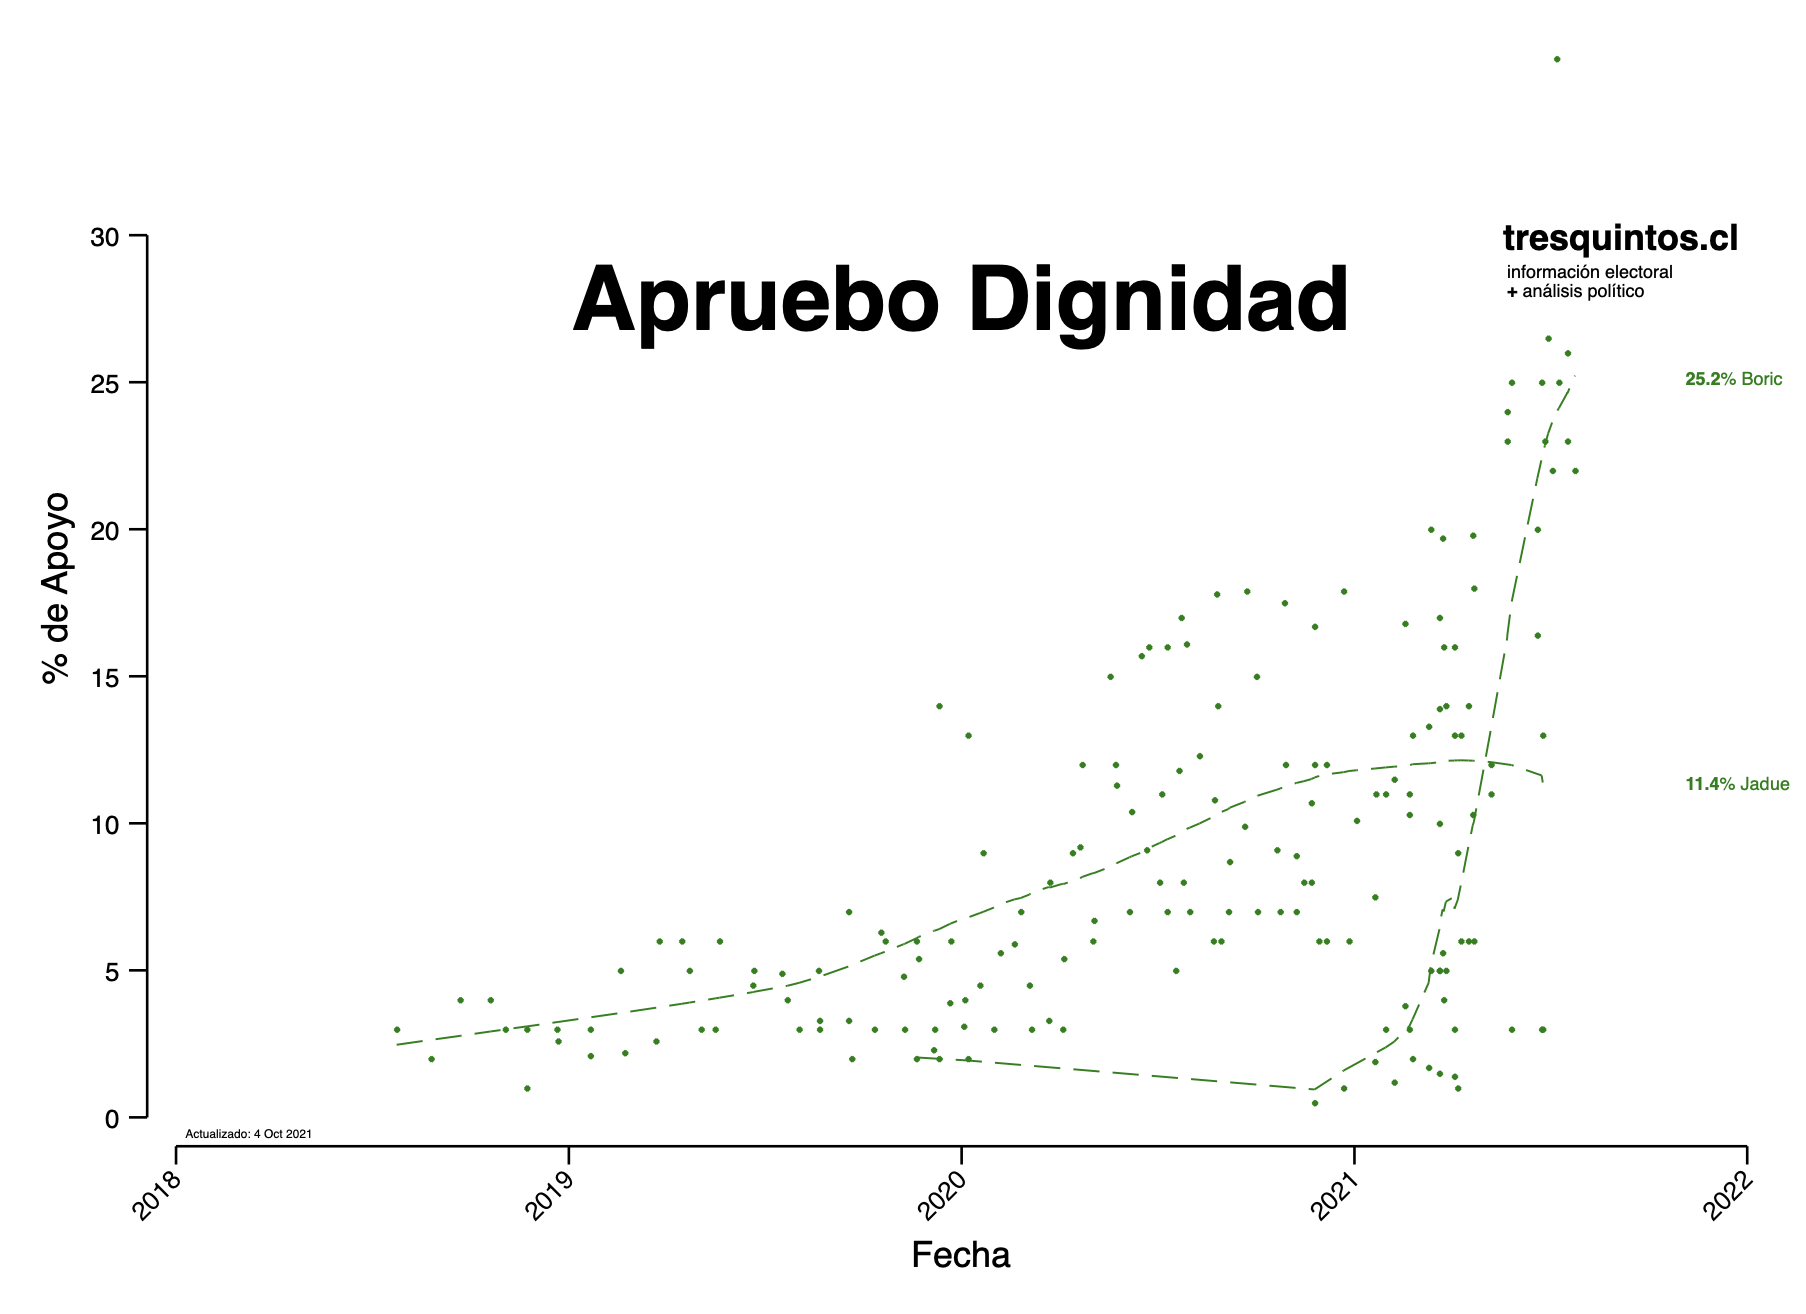 Apruebo Dignidad
tresquintos.cl
información electoral
+ análisis político
% de Apoyo
30
25
20
15
10
5
0
25.2% Boric
11.4% Jadue
Actualizado: 4 Oct 2021
2018
2019
2020
2021
2022
Fecha